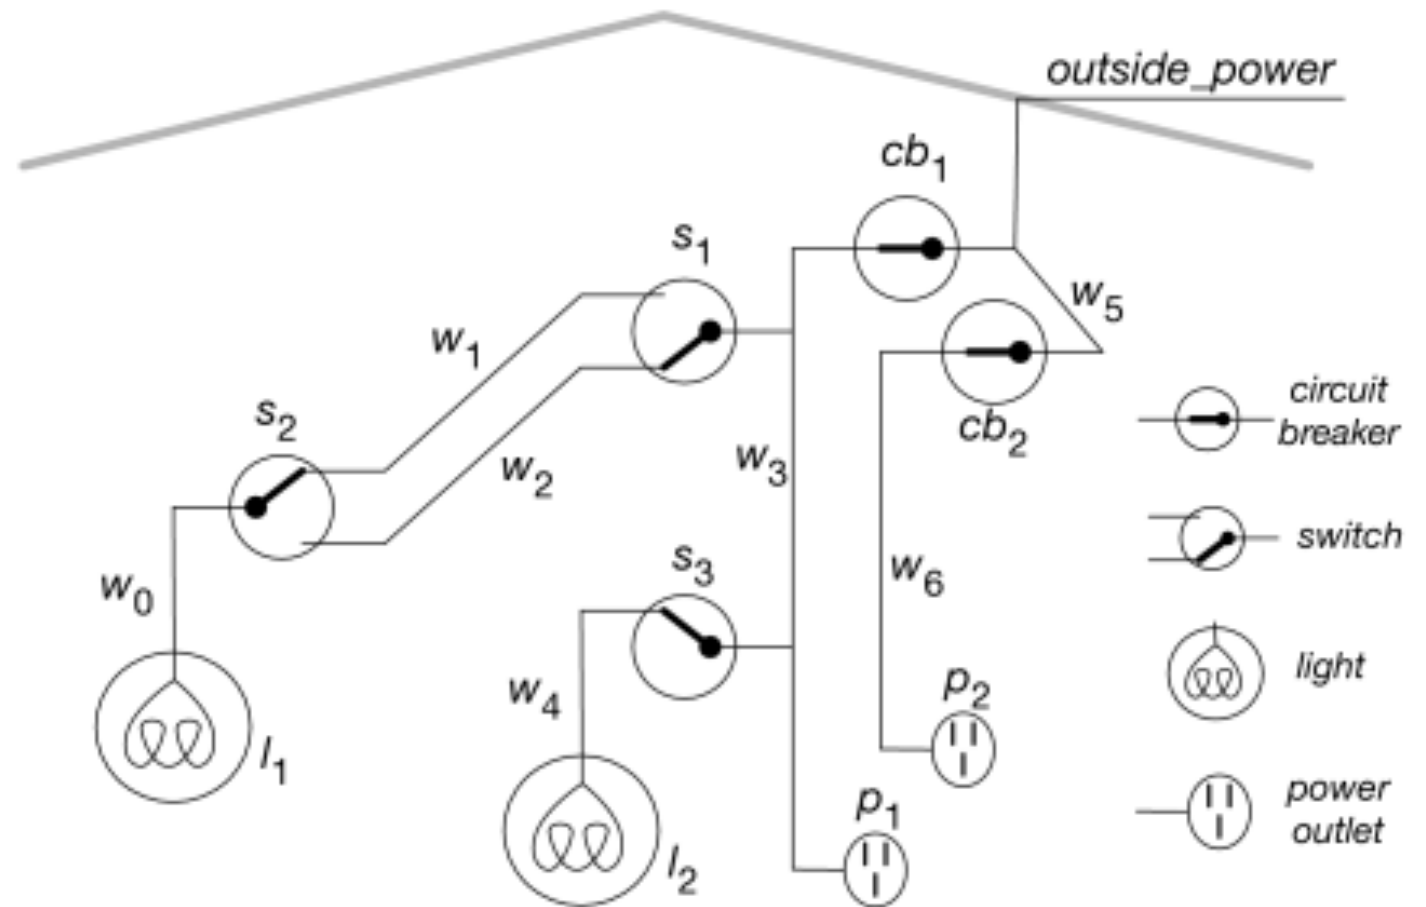 outside_power
cb₁
s₁
w₅
w₁
circuit
breaker
s₂
cb₂
w₃
w₂
switch
s₃
w₆
w₀
light
p₂
w₄
l₁
power
outlet
p₁
l₂